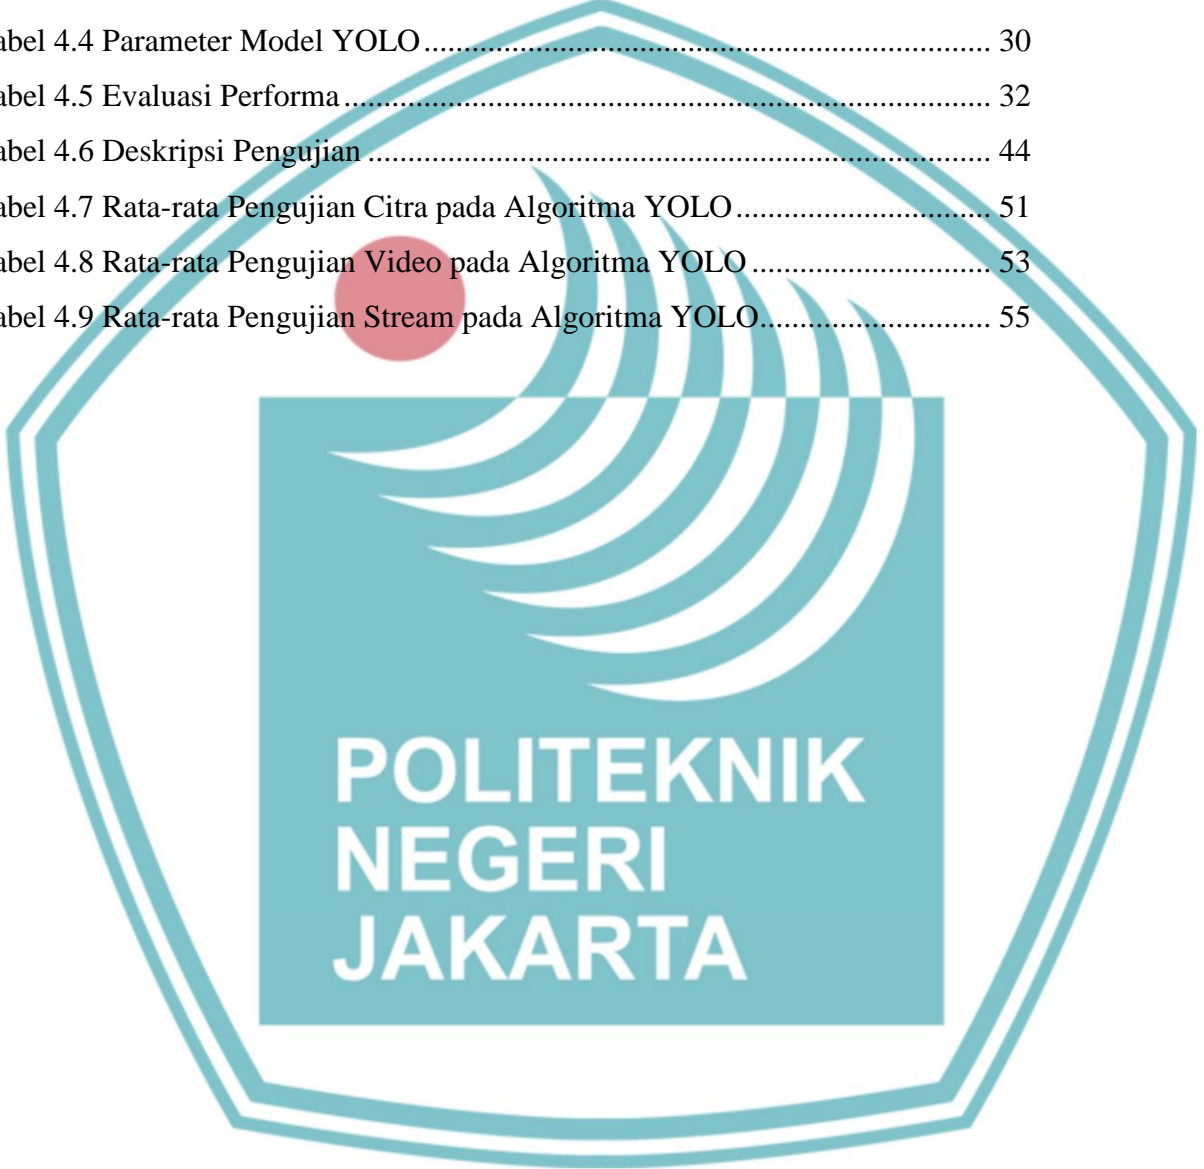 abel 4.4 Parameter Model YOLO...................................................................... 30
abel 4.5 Evaluasi Performa................................................................................ 32
abel 4.6 Deskripsi Pengujian............................................................................. 44
abel 4.7 Rata-rata Pengujian Citra pada Algoritma YOLO............................... 51
abel 4.8 Rata-rata Pengujian Video pada Algoritma YOLO............................. 53
abel 4.9 Rata-rata Pengujian Stream pada Algoritma YOLO............................ 55
POLITEKNIK
NEGERI
JAKARTA